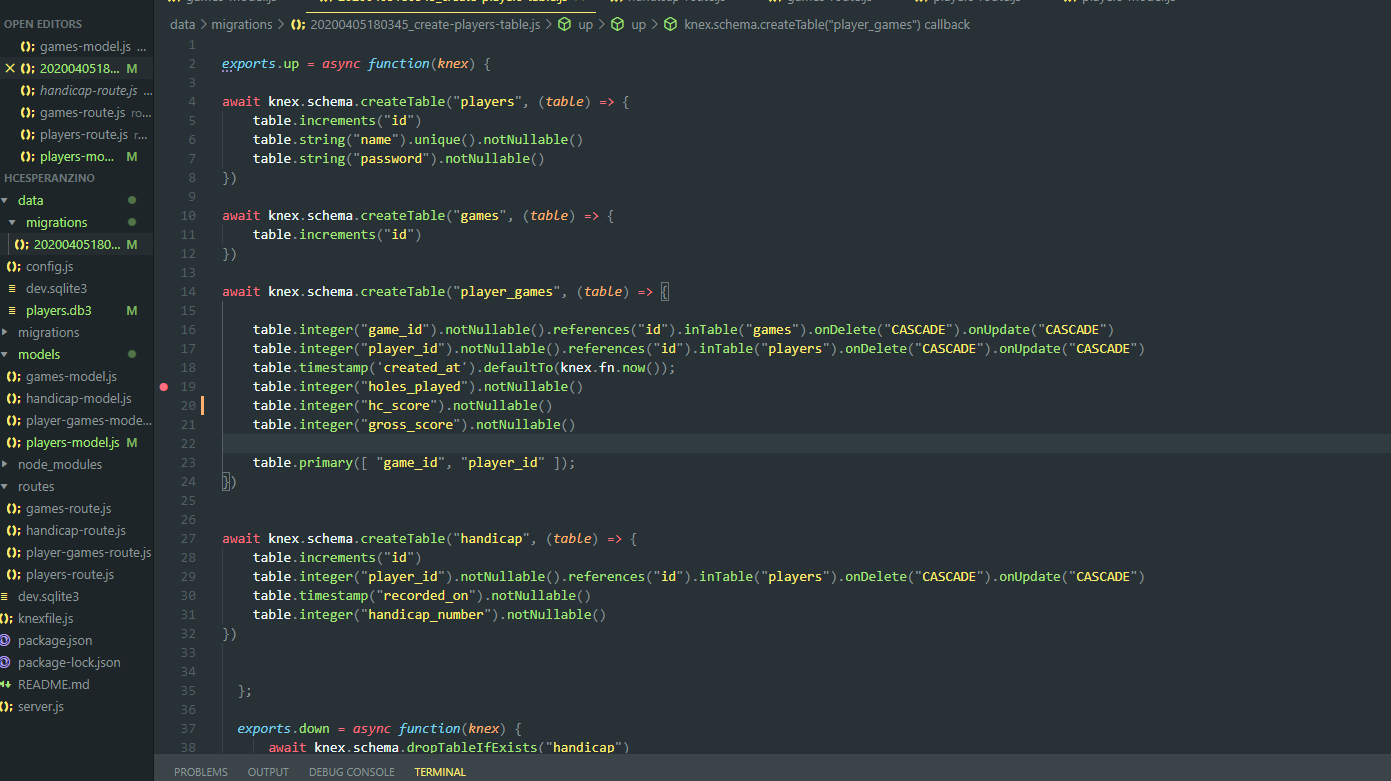 OPEN EDITORS
games-model.js ...
2020040518... M
handicap-route.js ...
games-route.js ro...
players-route.js r...
players-mo... M
HCESPERANZINO
data
migrations
20200405180... M
config.js
dev.sqlite3
players.db3 M
migrations
models
games-model.js
handicap-model.js
player-games-mode...
players-model.js M
node_modules
routes
games-route.js
handicap-route.js
player-games-route.js
players-route.js
dev.sqlite3
knexfile.js
package.json
package-lock.json
README.md
server.js
data > migrations > 20200405180345_create-players-table.js > up > up > knex.schema.createTable("player_games") callback
1
2 exports.up = async function(knex) {
3
4 await knex.schema.createTable("players", (table) => {
5 table.increments("id")
6 table.string("name").unique().notNullable()
7 table.string("password").notNullable()
8 })
9
10 await knex.schema.createTable("games", (table) => {
11 table.increments("id")
12 })
13
14 await knex.schema.createTable("player_games", (table) => {
15
16 table.integer("game_id").notNullable().references("id").inTable("games").onDelete("CASCADE").onUpdate("CASCADE")
17 table.integer("player_id").notNullable().references("id").inTable("players").onDelete("CASCADE").onUpdate("CASCADE")
18 table.timestamp('created_at').defaultTo(knex.fn.now());
19 table.integer("holes_played").notNullable()
20 table.integer("hc_score").notNullable()
21 table.integer("gross_score").notNullable()
22
23 table.primary([ "game_id", "player_id" ]);
24 })
25
26
27 await knex.schema.createTable("handicap", (table) => {
28 table.increments("id")
29 table.integer("player_id").notNullable().references("id").inTable("players").onDelete("CASCADE").onUpdate("CASCADE")
30 table.timestamp("recorded_on").notNullable()
31 table.integer("handicap_number").notNullable()
32 })
33
34
35 };
36
37 exports.down = async function(knex) {
38 await knex.schema.dropTableIfExists("handicap")
PROBLEMS OUTPUT DEBUG CONSOLE TERMINAL